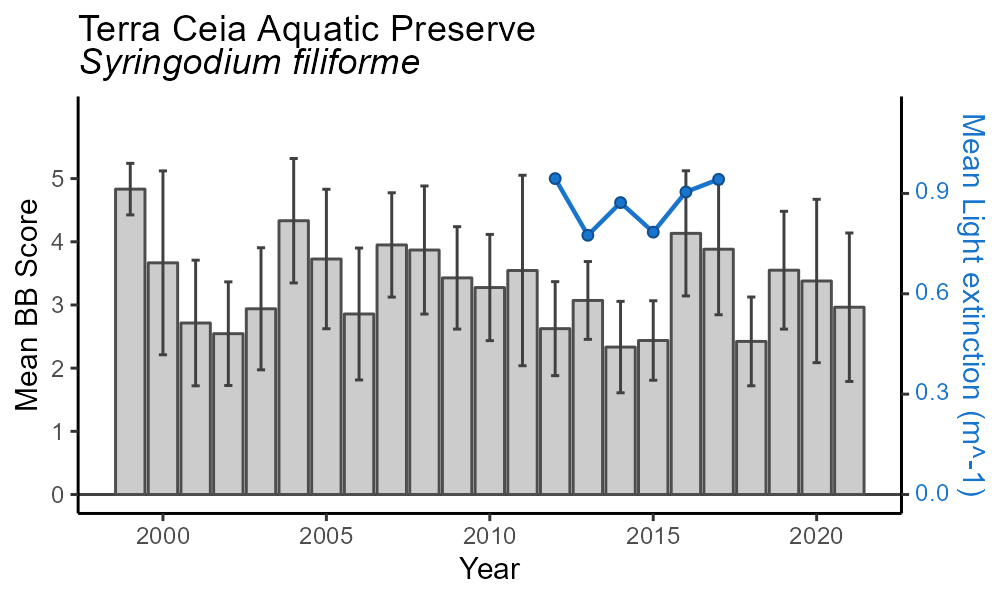 Terra Ceia Aquatic Preserve
Syringodium filiforme
Mean BB Score
5
4
3
2
1
0
0.9
0.6
0.3
0.0
Mean Light extinction (m^-1)
2000 2005 2010 2015 2020
Year